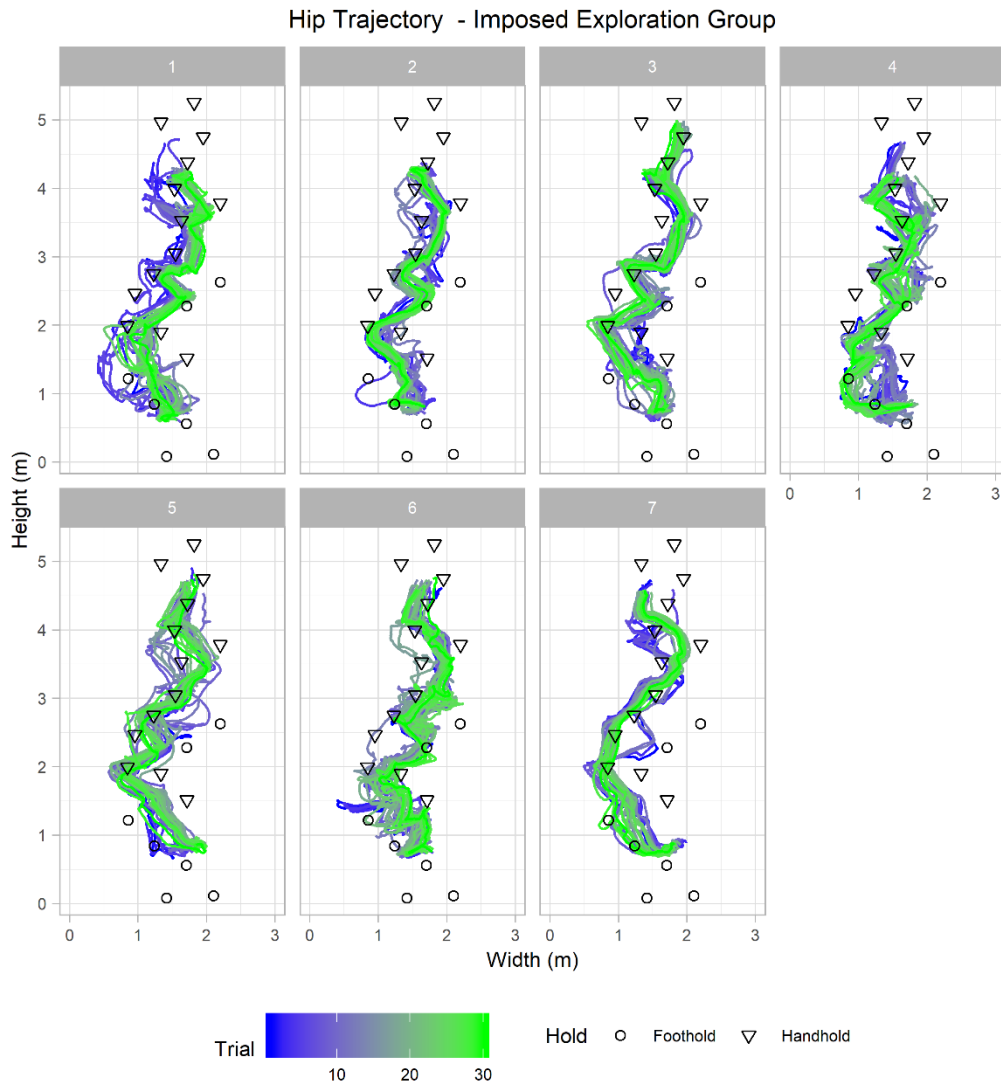 Hip Trajectory - Imposed Exploration Group
1 2 3 4
5
4
3
2
1
0
0 1 2 3
5 6 7
5
4
3
2
1
0
0 1 2 3 0 1 2 3 0 1 2 3
Height (m)
Width (m)
Trial
10 20 30
Hold Foothold Handhold